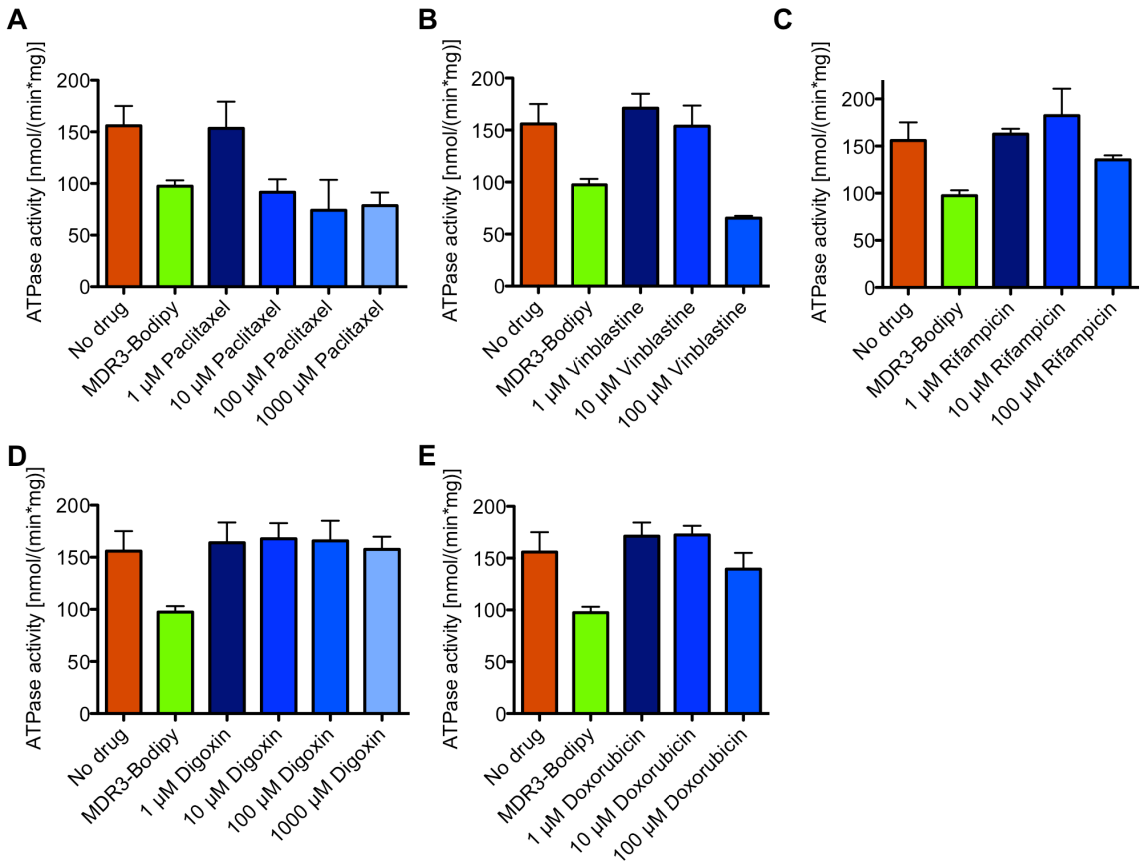 A
ATPase activity [nmol/(min*mg)]
200
150
100
50
0
No drug
MDR3-Bodipy
1 µM Paclitaxel
10 µM Paclitaxel
100 µM Paclitaxel
1000 µM Paclitaxel
B
ATPase activity [nmol/(min*mg)]
200
150
100
50
0
No drug
MDR3-Bodipy
1 µM Vinblastine
10 µM Vinblastine
100 µM Vinblastine
C
ATPase activity [nmol/(min*mg)]
200
150
100
50
0
No drug
MDR3-Bodipy
1 µM Rifampicin
10 µM Rifampicin
100 µM Rifampicin
D
ATPase activity [nmol/(min*mg)]
200
150
100
50
0
No drug
MDR3-Bodipy
1 µM Digoxin
10 µM Digoxin
100 µM Digoxin
1000 µM Digoxin
E
ATPase activity [nmol/(min*mg)]
200
150
100
50
0
No drug
MDR3-Bodipy
1 µM Doxorubicin
10 µM Doxorubicin
100 µM Doxorubicin